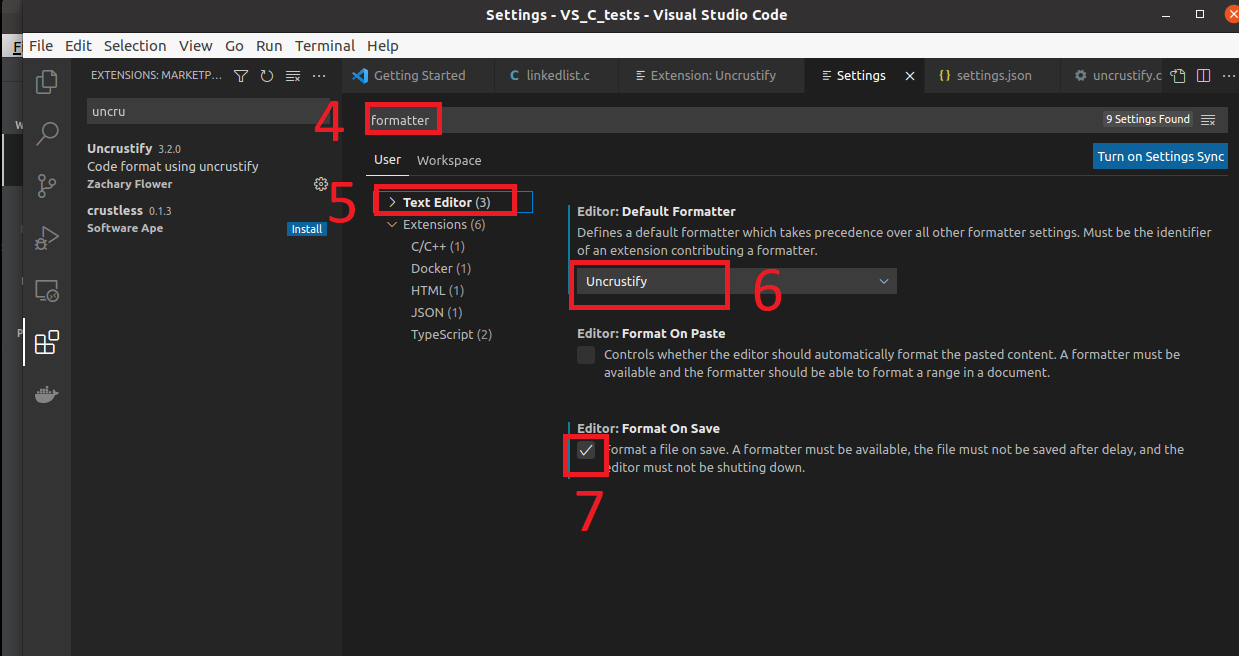 Settings - VS_C_tests - Visual Studio Code
File Edit Selection View Go Run Terminal Help
EXTENSIONS: MARKETP...
Getting Started
linkedlist.c
Extension: Uncrustify
Settings
settings.json
uncrustify.c
uncru
4
formatter
9 Settings Found
User Workspace
Turn on Settings Sync
Uncrustify 3.2.0
Code format using uncrustify
Zachary Flower
crustless 0.1.3
Software Ape
Install
5
Text Editor (3)
Extensions (6)
C/C++ (1)
Docker (1)
HTML (1)
JSON (1)
TypeScript (2)
Editor: Default Formatter
Defines a default formatter which takes precedence over all other formatter settings. Must be the identifier
of an extension contributing a formatter.
Uncrustify
6
Editor: Format On Paste
Controls whether the editor should automatically format the pasted content. A formatter must be
available and the formatter should be able to format a range in a document.
Editor: Format On Save
Format a file on save. A formatter must be available, the file must not be saved after delay, and the
editor must not be shutting down.
7